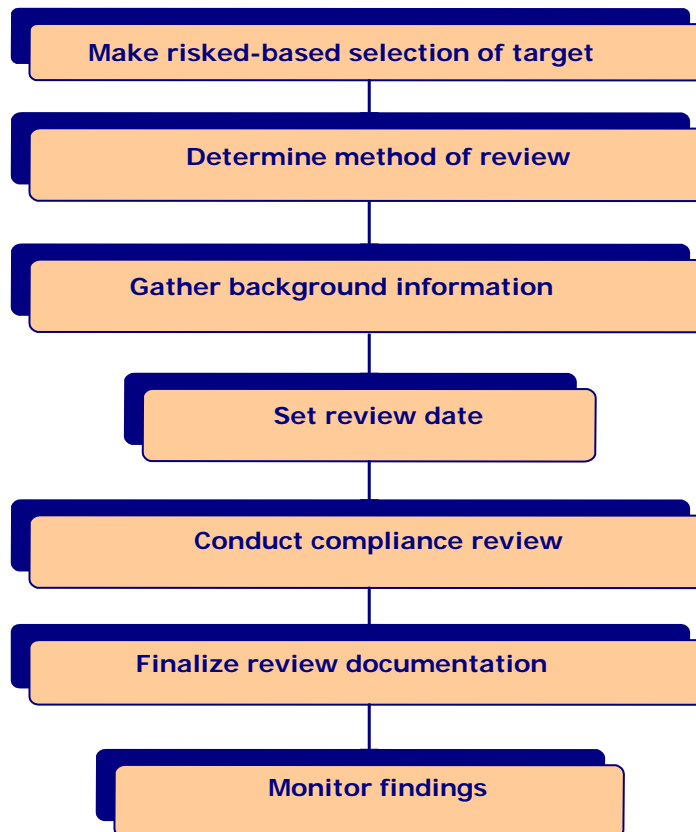 Make risked-based selection of target
Determine method of review
Gather background information
Set review date
Conduct compliance review
Finalize review documentation
Monitor findings